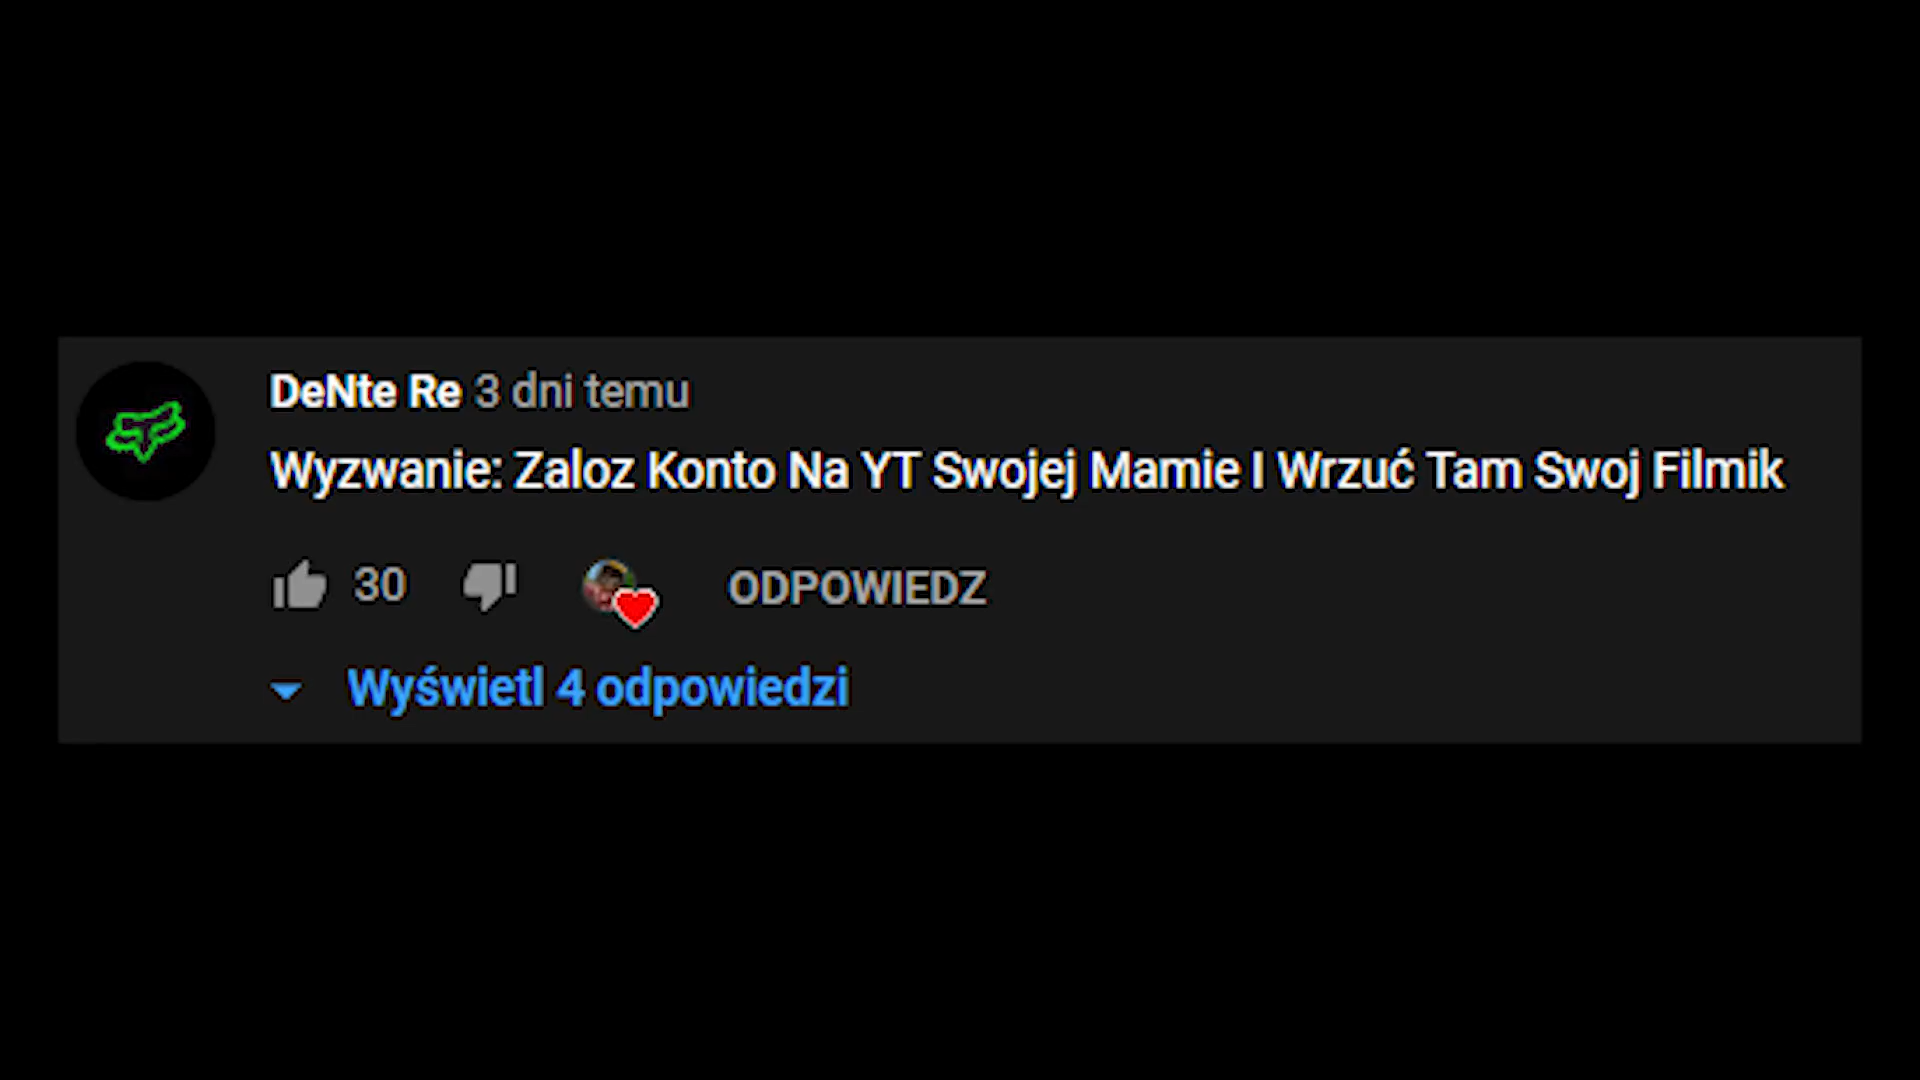 DeNte Re 3 dni temu
Wyzwanie: Zaloz Konto Na YT Swojej Mamie I Wrzuć Tam Swoj Filmik
30 ODPOWIEDZ
Wyświetl 4 odpowiedzi